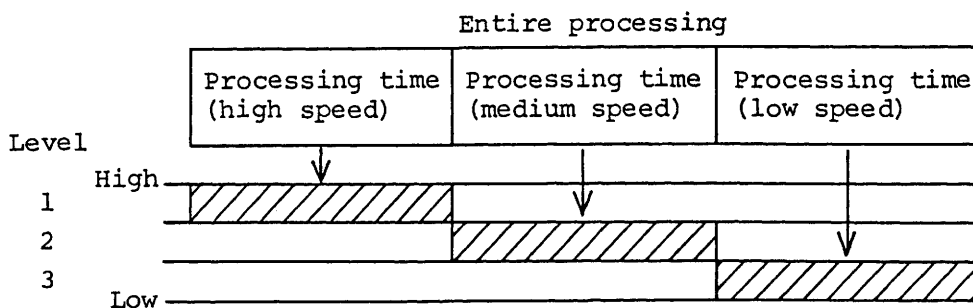 Entire processing
Processing time Processing time Processing time
(high speed) (medium speed) (low speed)
Level
High
1
2
3
Low